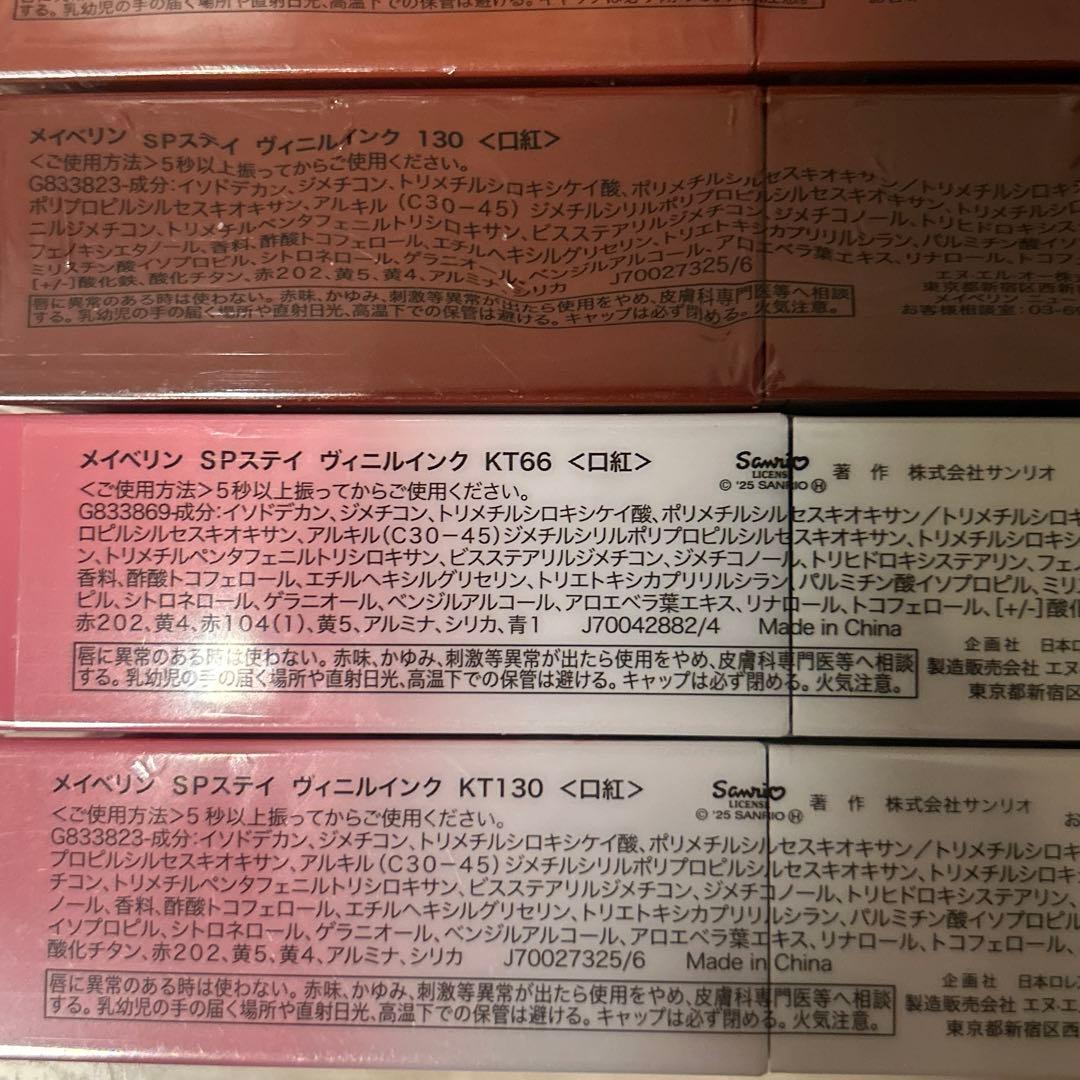 する。乳幼児の手の届く場所や直射日光、高温下での保管は避ける。キャップは必ず閉める。火気注意。
メイベリン SPステイ ヴィニルインク 130 <口紅>
<ご使用方法>5秒以上振ってからご使用ください。
G833823-成分:イソドデカン、ジメチコン、トリメチルシロキシケイ酸、ポリメチルシルセスキオキサン/トリメチルシロキシ
ポリプロピルシルセスキオキサン、アルキル(C30-45)ジメチルシリルポリプロピルシルセスキオキサン、トリメチルシロ
ニルジメチコン、トリメチルペンタフェニルトリシロキサン、ビスステアリルジメチコン、ジメチコノール、トリヒドロキシス
フェノキシエタノール、香料、酢酸トコフェロール、エチルヘキシルグリセリン、トリエトキシカプリリルシラン、パルミチン酸イソ
ミリスチン酸イソプロピル、シトロネロール、ゲラニオール、ベンジルアルコール、アロエベラ葉エキス、リナロール、トコフ
[+/-]酸化鉄、酸化チタン、赤202、黄5、黄4、アルミナ、シリカ J70027325/6
エヌ・エル・オー株式
唇に異常のある時は使わない。赤味、かゆみ、刺激等異常が出たら使用をやめ、皮膚科専門医等へ相談
する。乳幼児の手の届く場所や直射日光、高温下での保管は避ける。キャップは必ず閉める。火気注意。
東京都新宿区西新
メイベリン ニュー
お客様相談室:03-69
メイベリン SPステイ ヴィニルインク KT66 <口紅>
Sanrio
LICENSE
© '25 SANRIO Ⓗ
著 作 株式会社サンリオ
<ご使用方法>5秒以上振ってからご使用ください。
G833869-成分:イソドデカン、ジメチコン、トリメチルシロキシケイ酸、ポリメチルシルセスキオキサン/トリメチルシロキ
ロピルシルセスキオキサン、アルキル(C30-45)ジメチルシリルポリプロピルシルセスキオキサン、トリメチルシロキシ
ン、トリメチルペンタフェニルトリシロキサン、ビスステアリルジメチコン、ジメチコノール、トリヒドロキシステアリン、フェノ
香料、酢酸トコフェロール、エチルヘキシルグリセリン、トリエトキシカプリリルシラン、パルミチン酸イソプロピル、ミリ
ピル、シトロネロール、ゲラニオール、ベンジルアルコール、アロエベラ葉エキス、リナロール、トコフェロール、[+/-]酸化
赤202、黄4、赤104(1)、黄5、アルミナ、シリカ、青1 J70042882/4 Made in China
唇に異常のある時は使わない。赤味、かゆみ、刺激等異常が出たら使用をやめ、皮膚科専門医等へ相談
する。乳幼児の手の届く場所や直射日光、高温下での保管は避ける。キャップは必ず閉める。火気注意。
企画社 日本ロ
製造販売会社 エヌ
東京都新宿区
メイベリン SPステイ ヴィニルインク KT130 <口紅>
Sanrio
LICENSE
© '25 SANRIO Ⓗ
著 作 株式会社サンリオ
お
<ご使用方法>5秒以上振ってからご使用ください。
G833823-成分:イソドデカン、ジメチコン、トリメチルシロキシケイ酸、ポリメチルシルセスキオキサン/トリメチルシロキ
プロピルシルセスキオキサン、アルキル(C30-45)ジメチルシリルポリプロピルシルセスキオキサン、トリメチルシロキシ
チコン、トリメチルペンタフェニルトリシロキサン、ビスステアリルジメチコン、ジメチコノール、トリヒドロキシステアリン、
ノール、香料、酢酸トコフェロール、エチルヘキシルグリセリン、トリエトキシカプリリルシラン、パルミチン酸イソプロピル
イソプロピル、シトロネロール、ゲラニオール、ベンジルアルコール、アロエベラ葉エキス、リナロール、トコフェロール、
酸化チタン、赤202、黄5、黄4、アルミナ、シリカ J70027325/6 Made in China
唇に異常のある時は使わない。赤味、かゆみ、刺激等異常が出たら使用をやめ、皮膚科専門医等へ相談
する。乳幼児の手の届く場所や直射日光、高温下での保管は避ける。キャップは必ず閉める。火気注意。
企画社 日本ロレ
製造販売会社 エヌ・エ
東京都新宿区